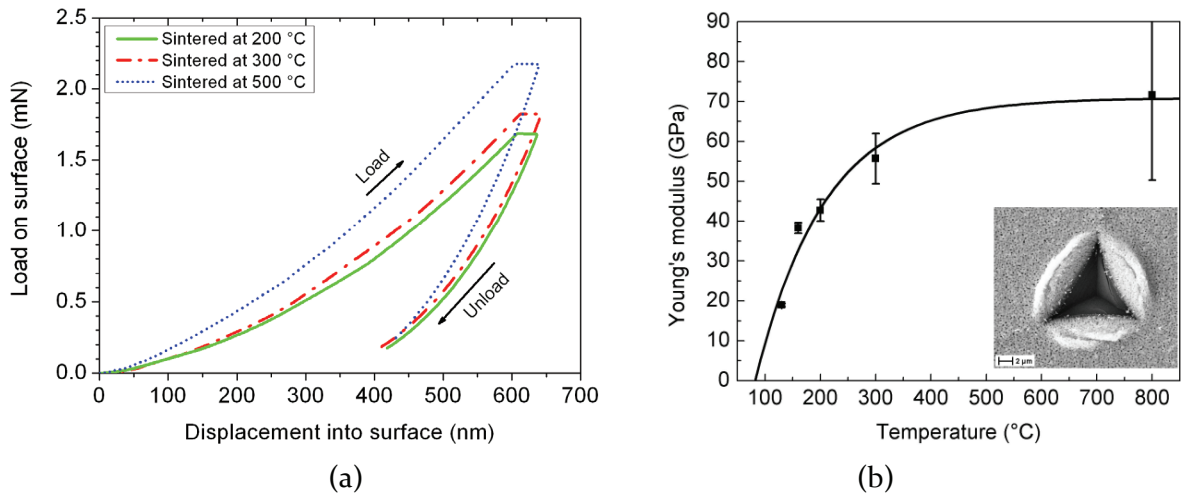 2.5
2.0
1.5
1.0
0.5
0.0
Load on surface (mN)
Sintered at 200 °C
Sintered at 300 °C
Sintered at 500 °C
Load
Unload
0 100 200 300 400 500 600 700
Displacement into surface (nm)
(a)
90
80
70
60
50
40
30
20
10
0
Young's modulus (GPa)
2 µm
100 200 300 400 500 600 700 800
Temperature (°C)
(b)